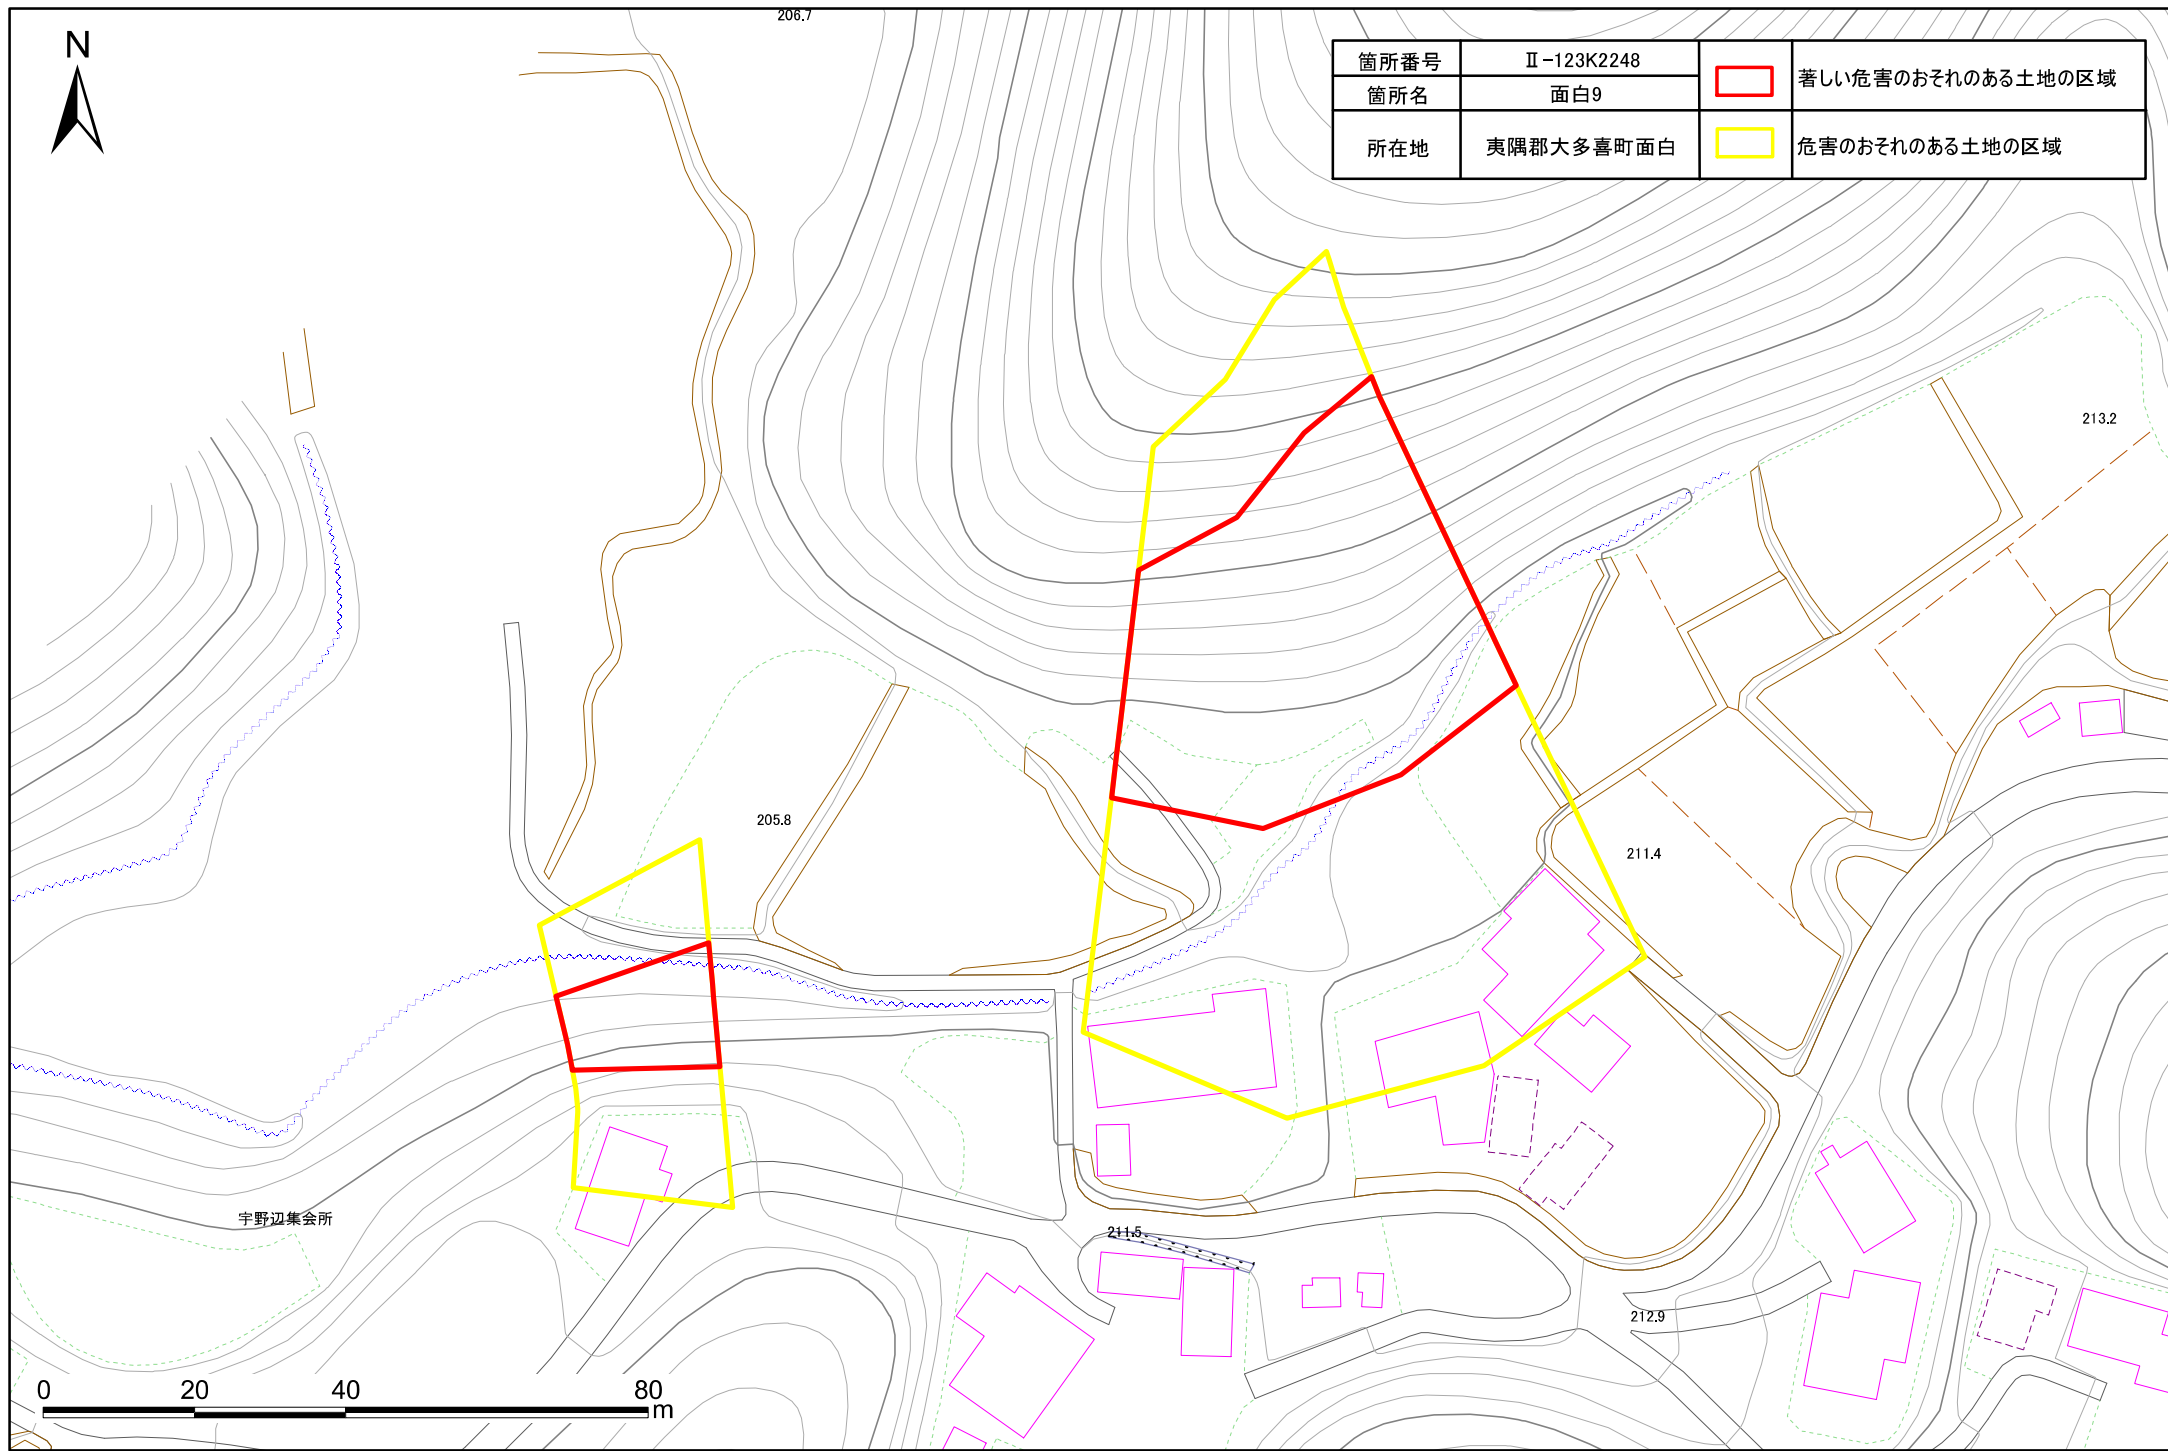 206.7
N
箇所番号 Ⅱ-123K2248 著しい危害のおそれのある土地の区域
箇所名 面白9
所在地 夷隅郡大多喜町面白 危害のおそれのある土地の区域
213.2
205.8
211.4
宇野辺集会所
211.5
212.9
0 20 40 80
m